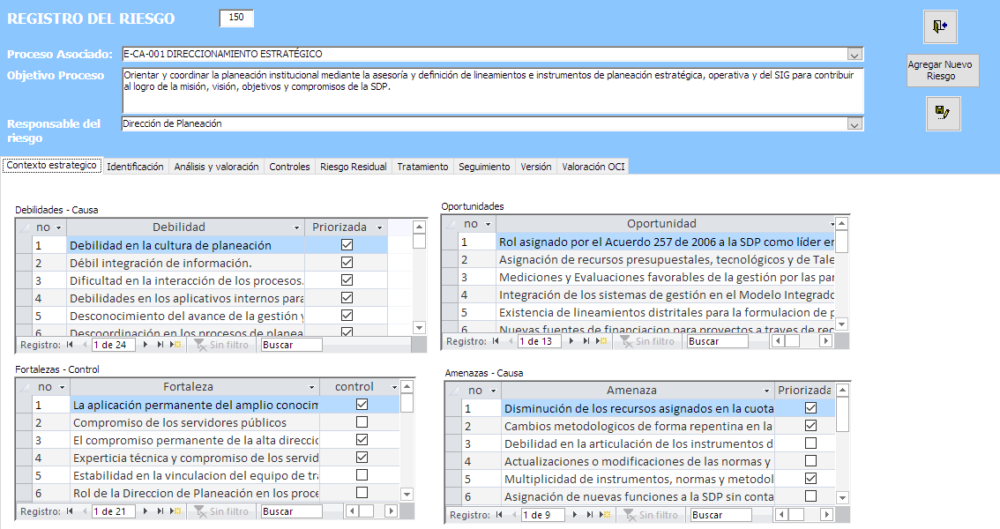 REGISTRO DEL RIESGO
150
Proceso Asociado:
E-CA-001 DIRECCIONAMIENTO ESTRATÉGICO
Objetivo Proceso
Orientar y coordinar la planeación institucional mediante la asesoría y definición de lineamientos e instrumentos de planeación estratégica, operativa y del SIG para contribuir
al logro de la misión, visión, objetivos y compromisos de la SDP.
Responsable del
riesgo
Dirección de Planeación
Agregar Nuevo
Riesgo
Contexto estrategico Identificación Análisis y valoración Controles Riesgo Residual Tratamiento Seguimiento Versión Valoración OCI
Debilidades - Causa
no Debilidad Priorizada
1 Debilidad en la cultura de planeación
2 Débil integración de información.
3 Dificultad en la interacción de los procesos.
4 Debilidades en los aplicativos internos para
5 Desconocimiento del avance de la gestión y
6 Descoordinación en los procesos de planea
Registro: 1 de 24 Sin filtro Buscar
Oportunidades
no Oportunidad
1 Rol asignado por el Acuerdo 257 de 2006 a la SDP como líder en
2 Asignación de recursos presupuestales, tecnológicos y de Tale
3 Mediciones y Evaluaciones favorables de la gestión por las par
4 Integración de los sistemas de gestión en el Modelo Integrado
5 Existencia de lineamientos distritales para la formulacion de p
6 Nuevas fuentes de financiacion para proyectos a traves de rec
Registro: 1 de 13 Sin filtro Buscar
Fortalezas - Control
no Fortaleza control
1 La aplicación permanente del amplio conocim
2 Compromiso de los servidores públicos
3 El compromiso permanente de la alta direcc
4 Experticia técnica y compromiso de los servid
5 Estabilidad en la vinculacion del equipo de tra
6 Rol de la Direccion de Planeación en los proce
Registro: 1 de 21 Sin filtro Buscar
Amenazas - Causa
no Amenaza Priorizada
1 Disminución de los recursos asignados en la cuota
2 Cambios metodologicos de forma repentina en la
3 Debilidad en la articulación de los instrumentos d
4 Actualizaciones o modificaciones de las normas y
5 Multiplicidad de instrumentos, normas y metodol
6 Asignación de nuevas funciones a la SDP sin conta
Registro: 1 de 9 Sin filtro Buscar